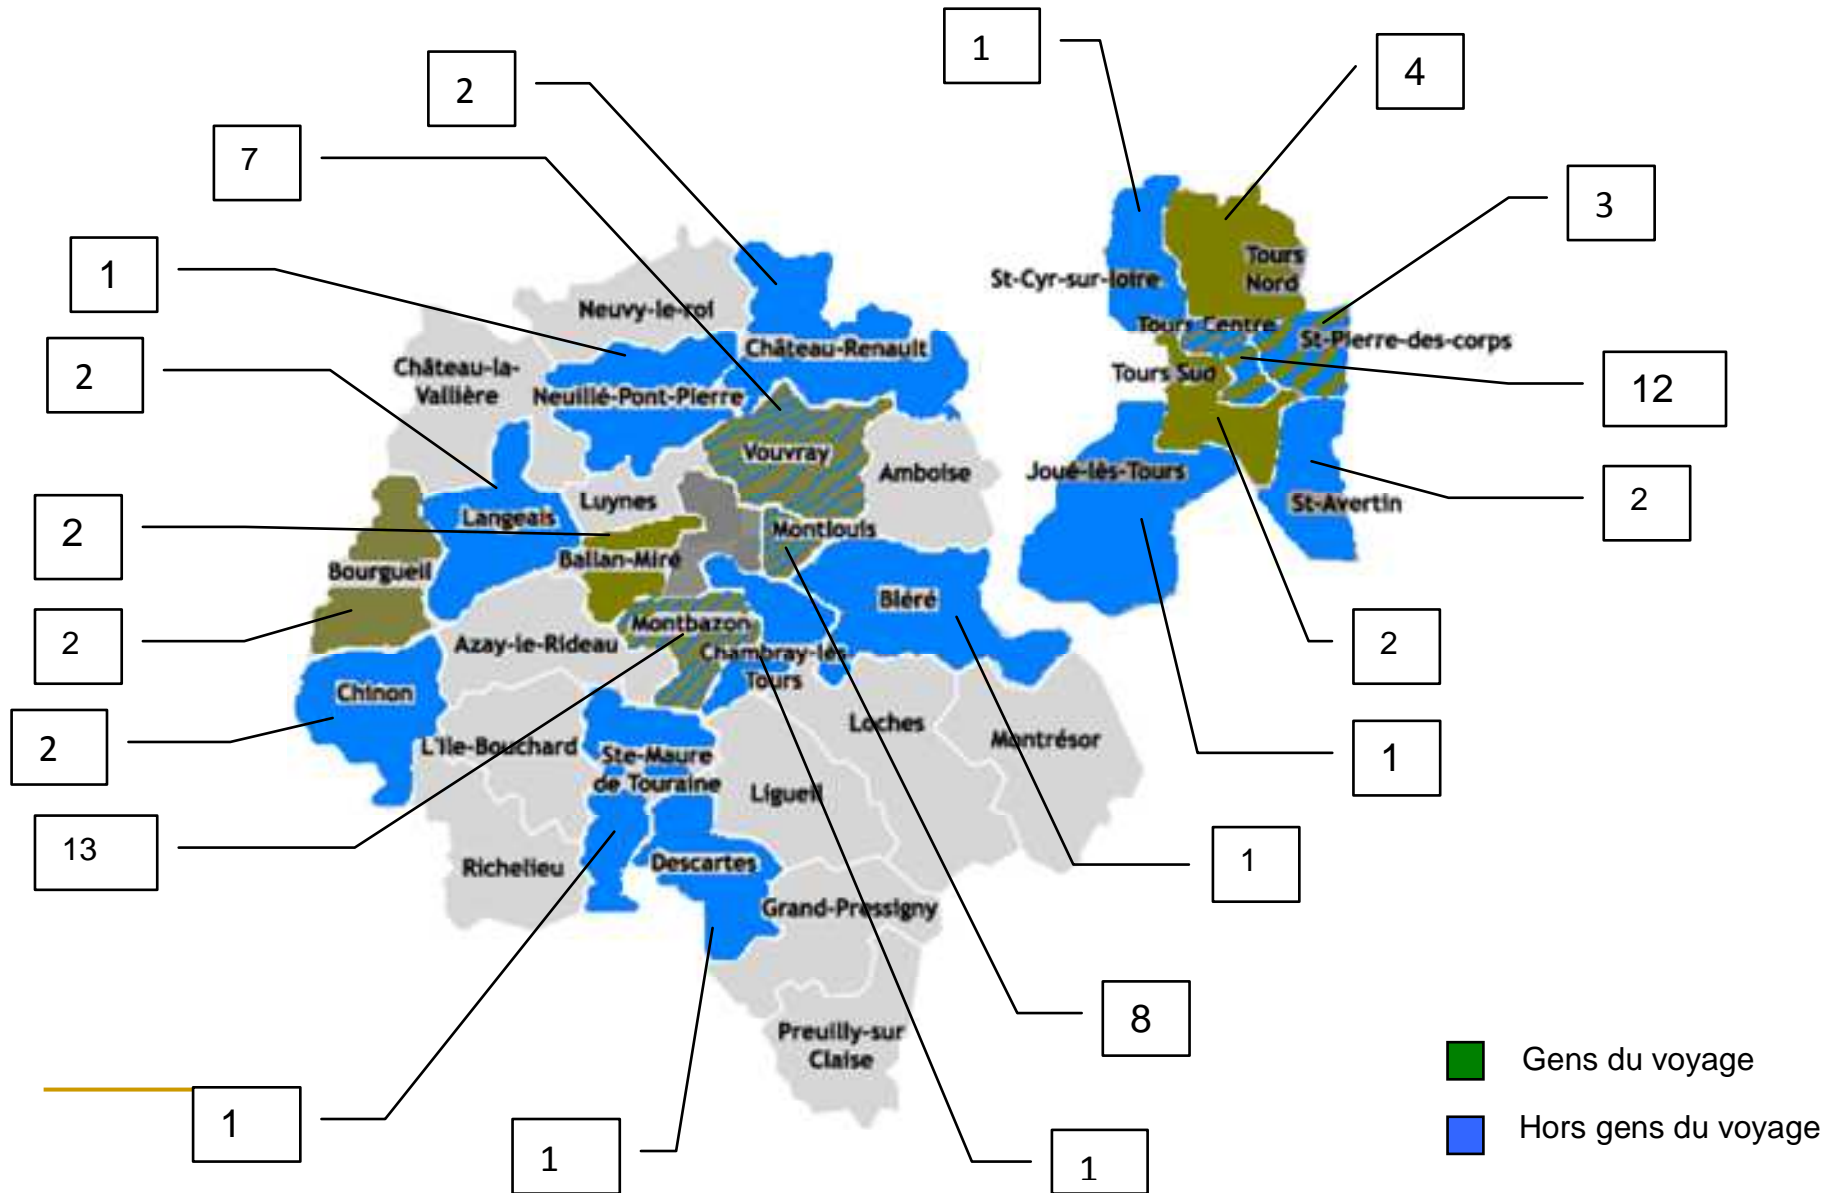 1
4
2
7
3
1
St-Cyr-sur-loire
Tours
Nord
Neuvy-le-roi
Tours Centre
St-Pierre-des-corps
Château-Renault
2
Château-la-
Vallière
Neuillé-Pont-Pierre
Tours Sud
12
Vouvray
Amboise
Joué-lès-Tours
St-Avertin
2
Luynes
Langeais
Montlouis
2
Ballan-Miré
Bourgueil
Bléré
2
Montbazon
Azay-le-Rideau
Chambray-lès-
Tours
2
Chinon
Loches
Montrésor
2
L'Ile-Bouchard
Ste-Maure
de Touraine
Ligueil
1
13
Richelieu
Descartes
1
Grand-Pressigny
8
Preuilly-sur
Claise
Gens du voyage
1
Hors gens du voyage
1
1